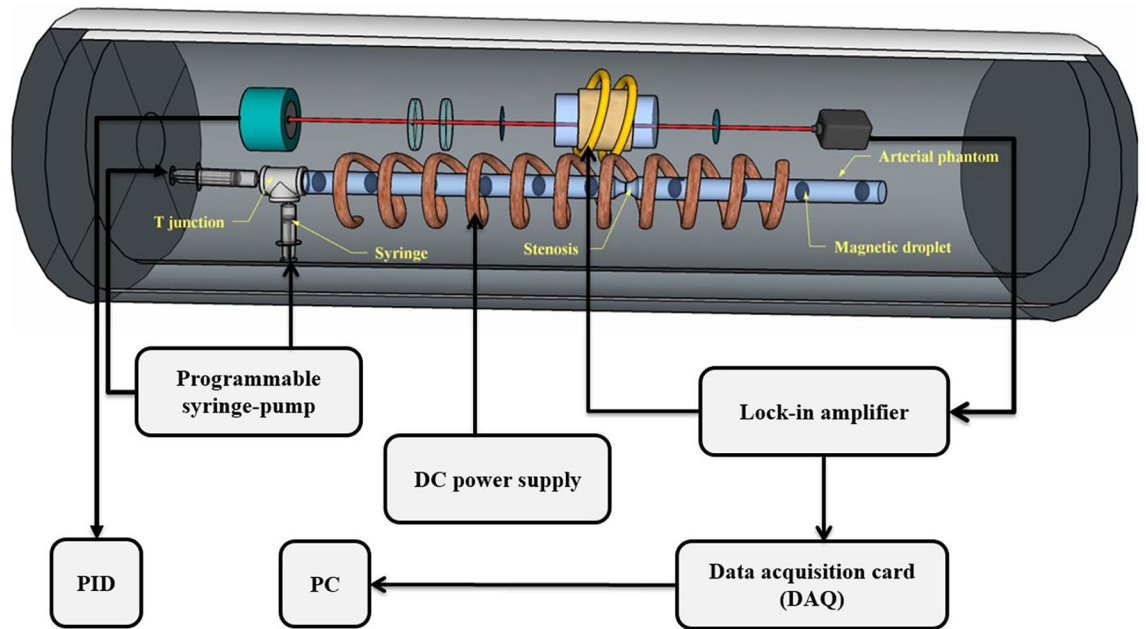 Arterial phantom
T junction
Syringe
Stenosis
Magnetic droplet
Programmable
syringe-pump
Lock-in amplifier
DC power supply
PID
PC
Data acquisition card
(DAQ)